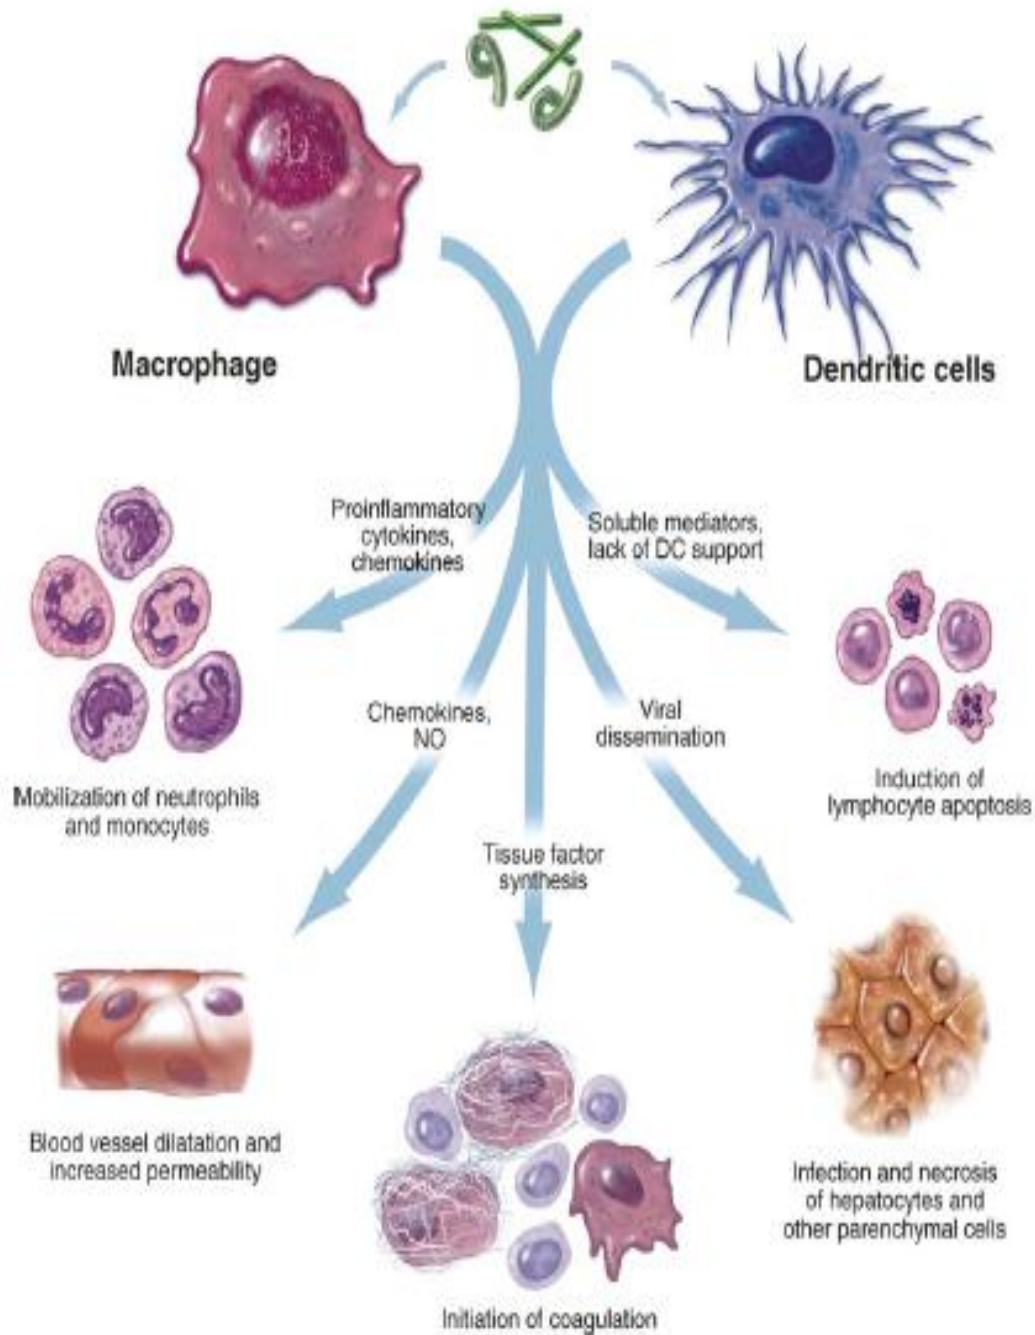 Macrophage
Dendritic cells
Proinflammatory
cytokines,
chemokines
Soluble mediators,
lack of DC support
Chemokines,
NO
Viral
dissemination
Mobilization of neutrophils
and monocytes
Induction of
lymphocyte apoptosis
Tissue factor
synthesis
Blood vessel dilatation and
increased permeability
Infection and necrosis
of hepatocytes and
other parenchymal cells
Initiation of coagulation